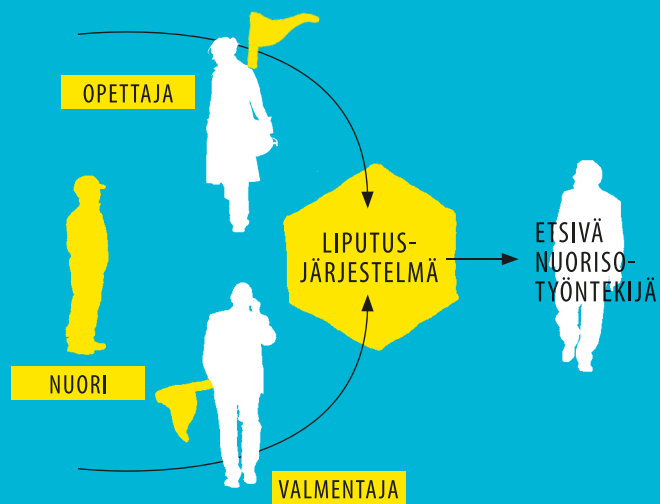 OPETTAJA
LIPUTUS-
JÄRJESTELMÄ
ETSIVÄ
NUORISO-
TYÖNTEKIJÄ
NUORI
VALMENTAJA